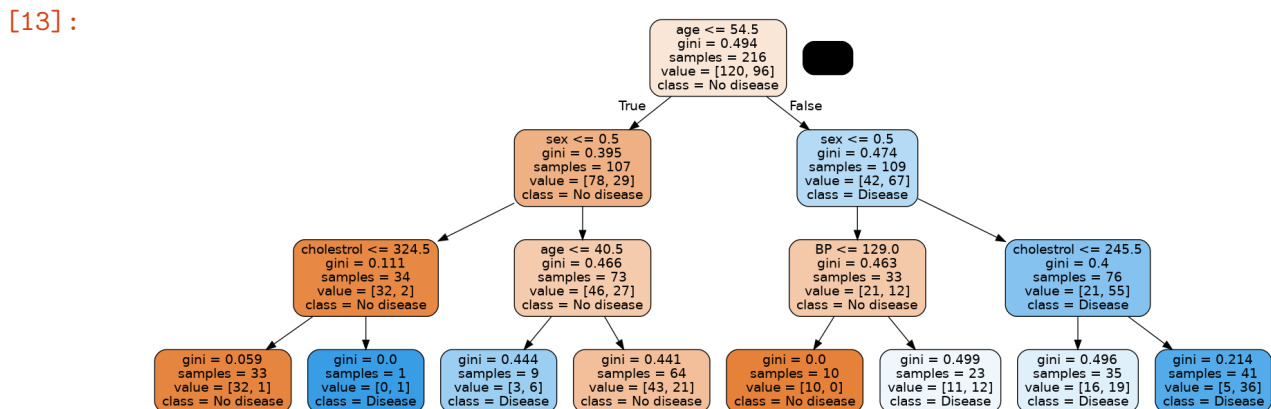 [13]:
age <= 54.5
gini = 0.494
samples = 216
value = [120, 96]
class = No disease
True
False
sex <= 0.5
gini = 0.395
samples = 107
value = [78, 29]
class = No disease
sex <= 0.5
gini = 0.474
samples = 109
value = [42, 67]
class = Disease
cholestrol <= 324.5
gini = 0.111
samples = 34
value = [32, 2]
class = No disease
age <= 40.5
gini = 0.466
samples = 73
value = [46, 27]
class = No disease
BP <= 129.0
gini = 0.463
samples = 33
value = [21, 12]
class = No disease
cholestrol <= 245.5
gini = 0.4
samples = 76
value = [21, 55]
class = Disease
gini = 0.059
samples = 33
value = [32, 1]
class = No disease
gini = 0.0
samples = 1
value = [0, 1]
class = Disease
gini = 0.444
samples = 9
value = [3, 6]
class = Disease
gini = 0.441
samples = 64
value = [43, 21]
class = No disease
gini = 0.0
samples = 10
value = [10, 0]
class = No disease
gini = 0.499
samples = 23
value = [11, 12]
class = Disease
gini = 0.496
samples = 35
value = [16, 19]
class = Disease
gini = 0.214
samples = 41
value = [5, 36]
class = Disease